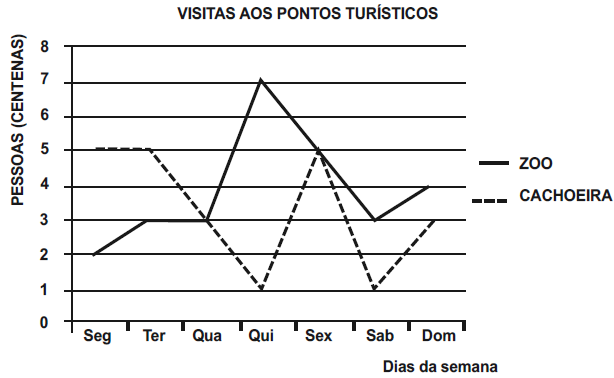 VISITAS AOS PONTOS TURÍSTICOS
PESSOAS (CENTENAS)
8
7
6
5
4
3
2
1
0
Seg Ter Qua Qui Sex Sab Dom
Dias da semana
ZOO
CACHOEIRA